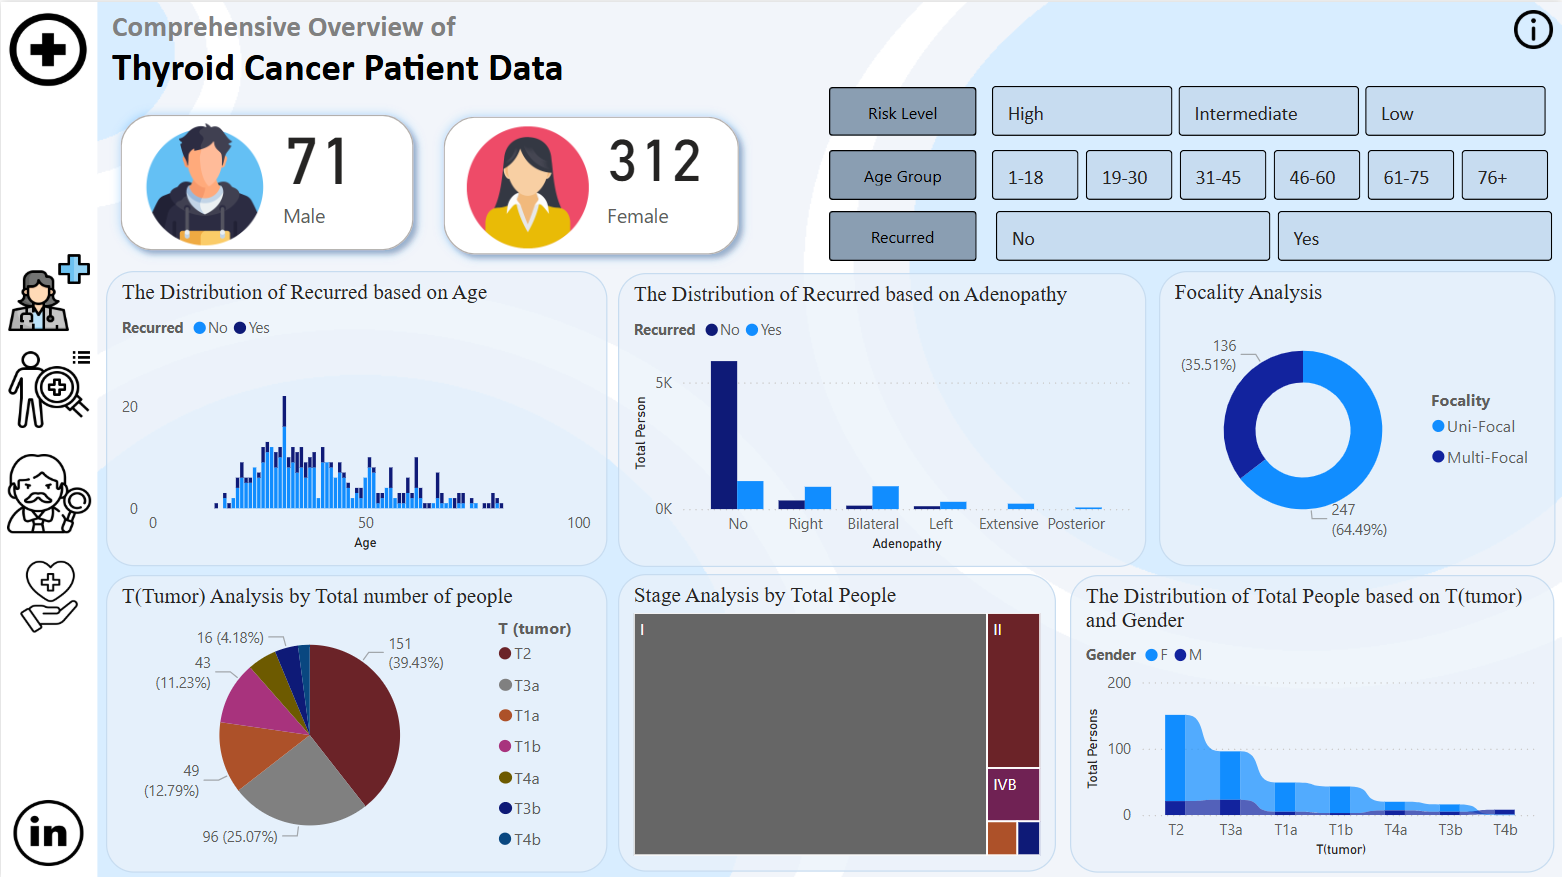 Comprehensive Overview of
Thyroid Cancer Patient Data
71
Male
312
Female
Risk Level
High
Intermediate
Low
Age Group
1-18
19-30
31-45
46-60
61-75
76+
Recurred
No
Yes
The Distribution of Recurred based on Age
Recurred No Yes
20
0
0
50
100
Age
The Distribution of Recurred based on Adenopathy
Recurred No Yes
5K
0K
Total Person
No
Right
Bilateral
Left
Extensive
Posterior
Adenopathy
Focality Analysis
136
(35.51%)
247
(64.49%)
Focality
Uni-Focal
Multi-Focal
T(Tumor) Analysis by Total number of people
16 (4.18%)
43
(11.23%)
49
(12.79%)
96 (25.07%)
151
(39.43%)
T (tumor)
T2
T3a
T1a
T1b
T4a
T3b
T4b
Stage Analysis by Total People
I
II
IVB
The Distribution of Total People based on T(tumor)
and Gender
Gender F M
200
100
0
Total Persons
T2
T3a
T1a
T1b
T4a
T3b
T4b
T(tumor)
in